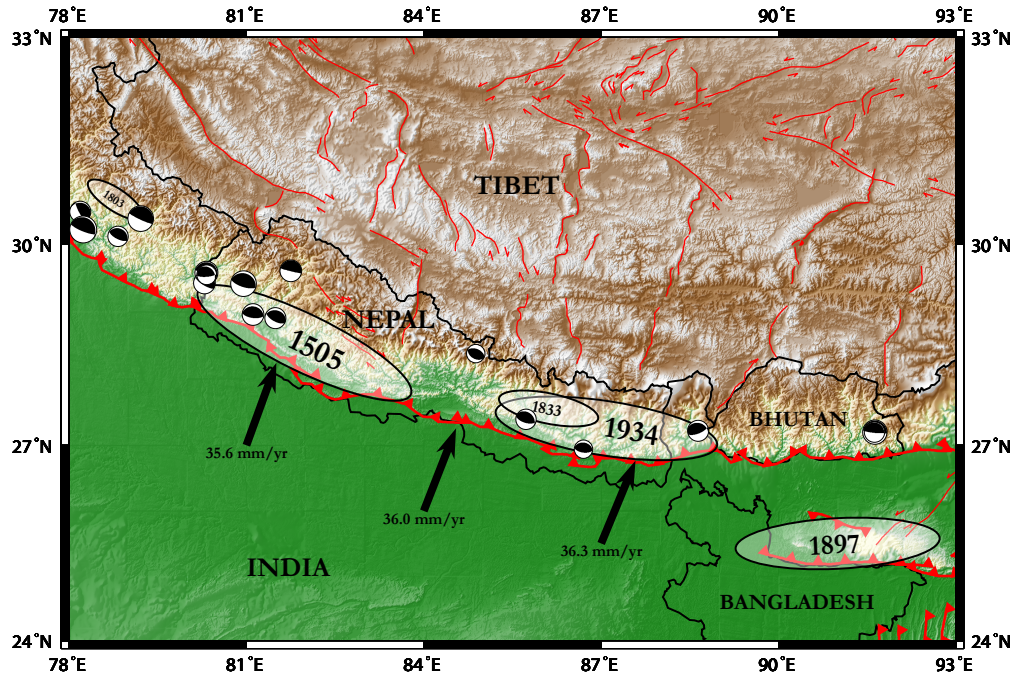 78˚E 81˚E 84˚E 87˚E 90˚E 93˚E
33˚N 33˚N
TIBET
1803
30˚N 30˚N
NEPAL
1505
1833
1934
BHUTAN
27˚N 27˚N
35.6 mm/yr
36.0 mm/yr
36.3 mm/yr
1897
INDIA
BANGLADESH
24˚N 24˚N
78˚E 81˚E 84˚E 87˚E 90˚E 93˚E